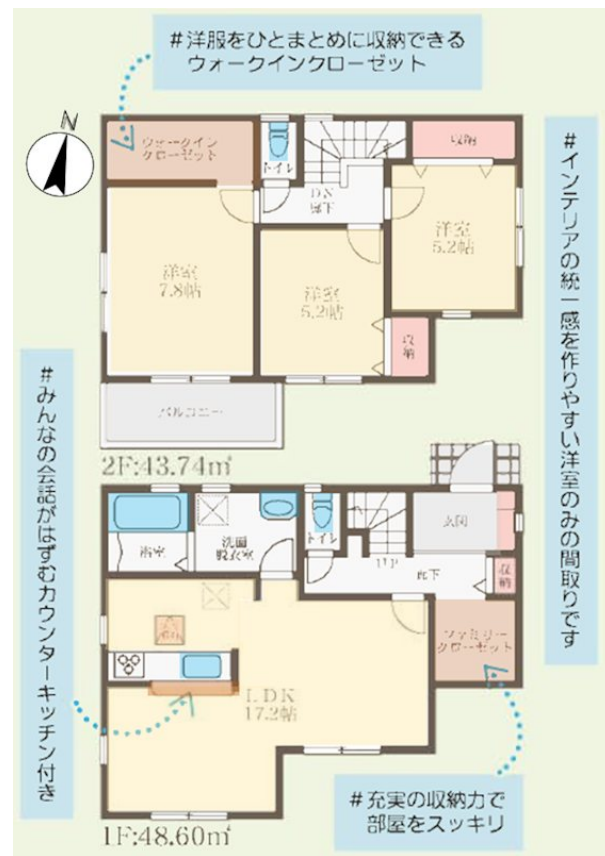 #洋服をひとまとめに収納できる
ウォークインクローゼット
N
ウォークイン
クローゼット
トイレ
収納
DN
廊下
洋室
5.2帖
洋室
7.8帖
洋室
5.2帖
収
納
バルコニー
2F:43.74㎡
#インテリアの統一感を作りやすい洋室のみの間取りです
#みんなの会話がはずむカウンターキッチン付き
浴室
洗面
脱衣室
トイレ
UP
玄関
廊下
収
納
ファミリー
クローゼット
LDK
17.2帖
1F:48.60㎡
#充実の収納力で
部屋をスッキリ